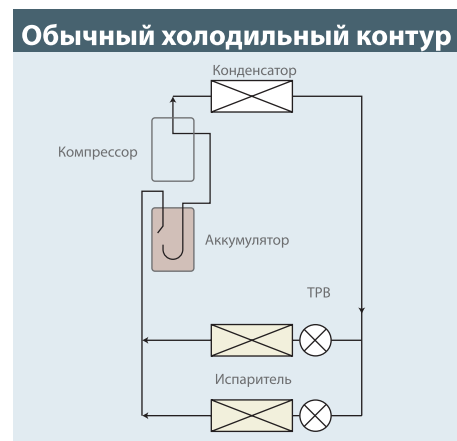 Обычный холодильный контур
Конденсатор
Компрессор
Аккумулятор
ТРВ
Испаритель